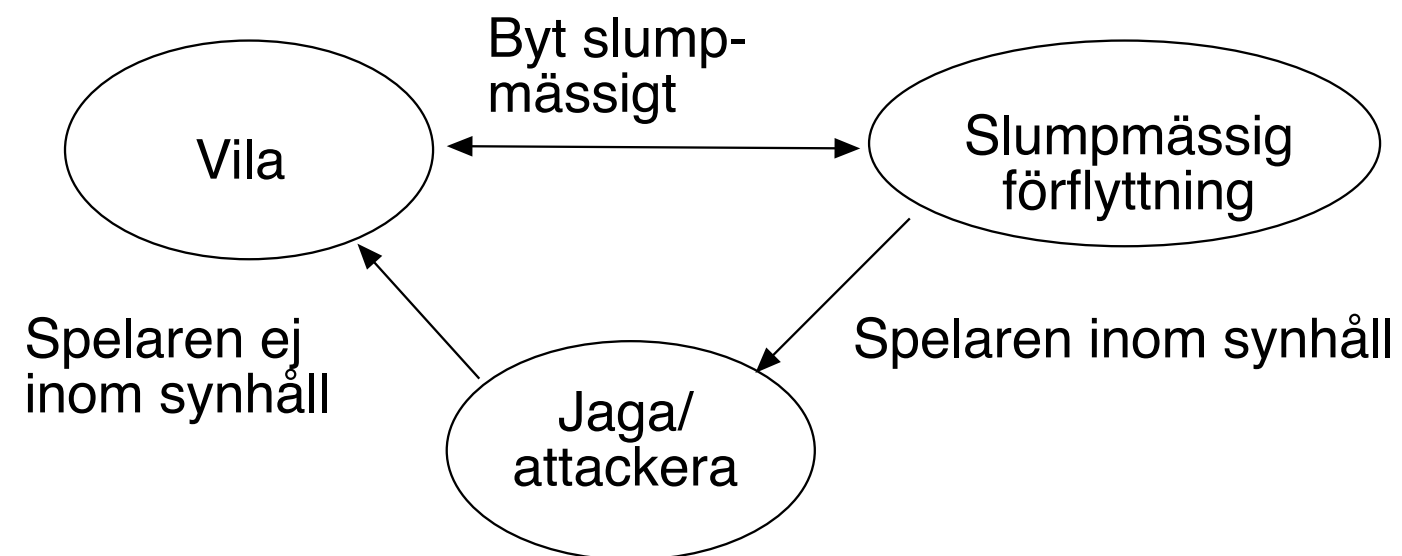 Byt slump-
mässigt
Vila
Slumpmässig
förflyttning
Spelaren ej
inom synhåll
Spelaren inom synhåll
Jaga/
attackera